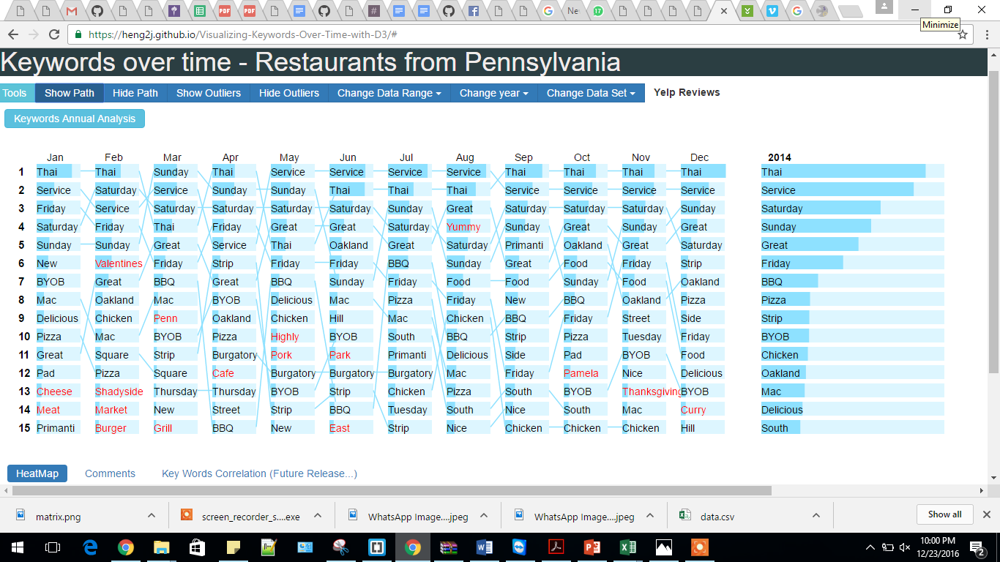 Ne
17
Minimize
https://heng2j.github.io/Visualizing-Keywords-Over-Time-with-D3/#
Keywords over time - Restaurants from Pennsylvania
Tools Show Path Hide Path Show Outliers Hide Outliers Change Data Range Change year Change Data Set Yelp Reviews
Keywords Annual Analysis
Jan Feb Mar Apr May Jun Jul Aug Sep Oct Nov Dec 2014
1 Thai Thai Sunday Thai Service Service Service Service Thai Thai Thai Thai Thai
2 Service Saturday Service Sunday Sunday Thai Thai Thai Service Service Service Service Service
3 Friday Service Saturday Saturday Saturday Saturday Sunday Great Saturday Saturday Saturday Sunday Saturday
4 Saturday Friday Thai Friday Great Great Saturday Yummy Sunday Great Sunday Great Sunday
5 Sunday Sunday Great Service Thai Oakland Great Saturday Primanti Oakland Great Saturday Great
6 New Valentines Friday Strip Friday Friday BBQ Sunday Great Food Friday Strip Friday
7 BYOB Great BBQ Great BBQ Sunday Friday Food Food Sunday Food Oakland BBQ
8 Mac Oakland Mac BYOB Delicious Mac Pizza Friday New BBQ Oakland Pizza Pizza
9 Delicious Chicken Penn Oakland Chicken Hill Mac Chicken BBQ Friday Street Side Strip
10 Pizza Mac BYOB Pizza Highly BYOB South BBQ Strip Pizza Tuesday Friday BYOB
11 Great Square Strip Burgatory Pork Park Primanti Delicious Side Pad BYOB Food Chicken
12 Pad Pizza Square Cafe Burgatory Burgatory Burgatory Mac Friday Pamela Nice Delicious Oakland
13 Cheese Shadyside Thursday Thursday BYOB Strip Chicken Pizza South BYOB Thanksgiving BYOB Mac
14 Meat Market New Street Strip BBQ Tuesday South Nice South Mac Curry Delicious
15 Primanti Burger Grill BBQ New East Strip Nice Chicken Chicken Chicken Hill South
HeatMap Comments Key Words Correlation (Future Release...)
matrix.png screen_recorder_s....exe WhatsApp Image....jpeg WhatsApp Image....jpeg data.csv Show all
10:00 PM
12/23/2016
2